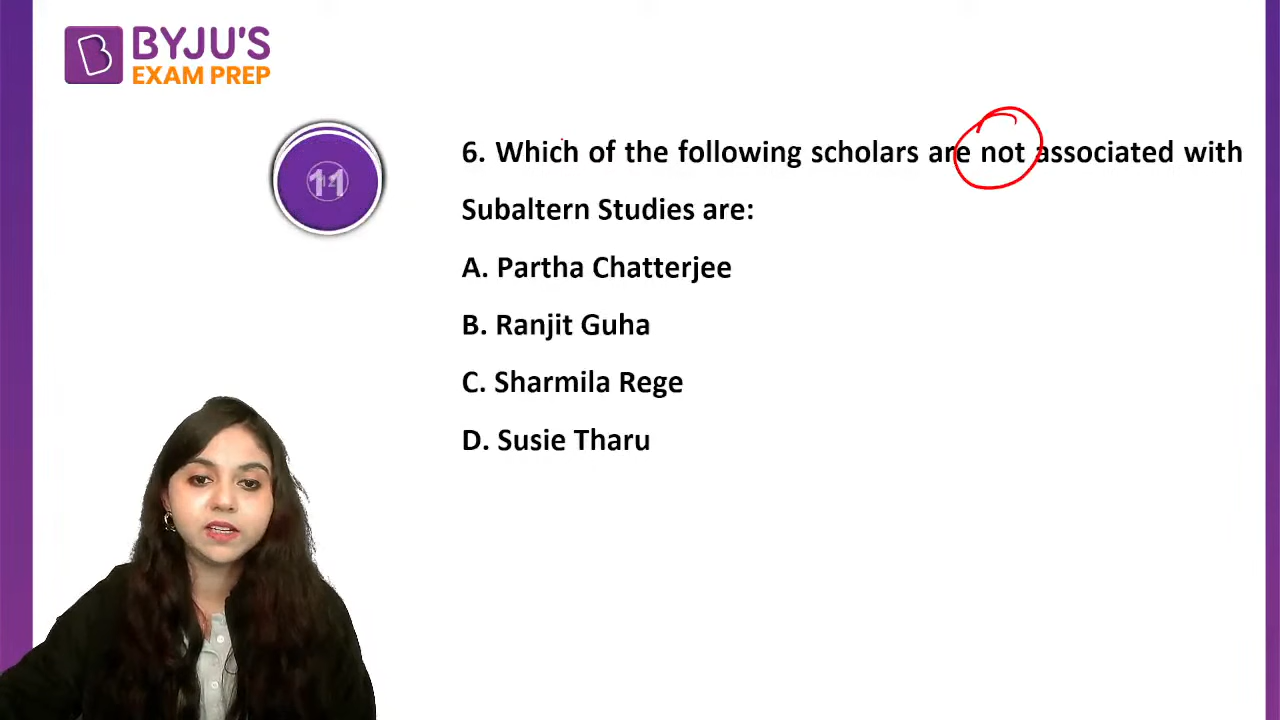 BYJU'S
EXAM PREP
6. Which of the following scholars are not associated with
Subaltern Studies are:
A. Partha Chatterjee
B. Ranjit Guha
C. Sharmila Rege
D. Susie Tharu
11